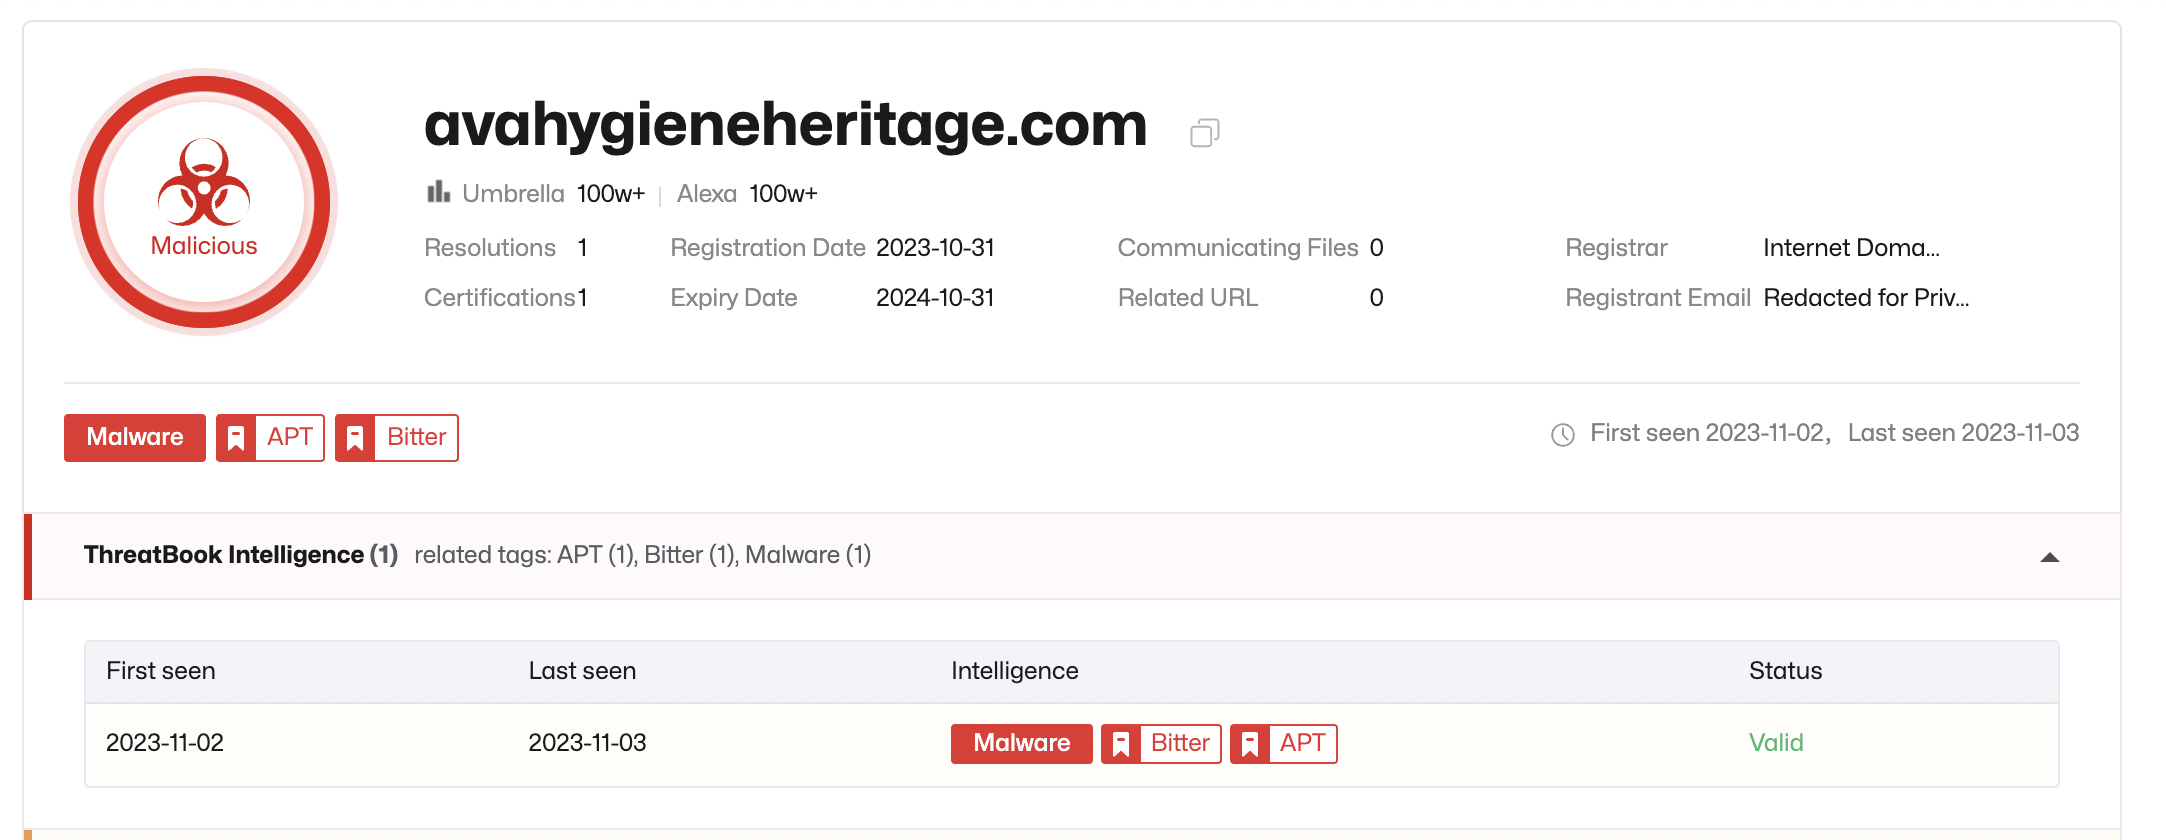 avahygieneheritage.com
Malicious
Umbrella 100w+ | Alexa 100w+
Resolutions 1 Registration Date 2023-10-31 Communicating Files 0 Registrar Internet Doma...
Certifications 1 Expiry Date 2024-10-31 Related URL 0 Registrant Email Redacted for Priv...
Malware APT Bitter First seen 2023-11-02, Last seen 2023-11-03
ThreatBook Intelligence (1) related tags: APT (1), Bitter (1), Malware (1)
First seen Last seen Intelligence Status
2023-11-02 2023-11-03 Malware Bitter APT Valid